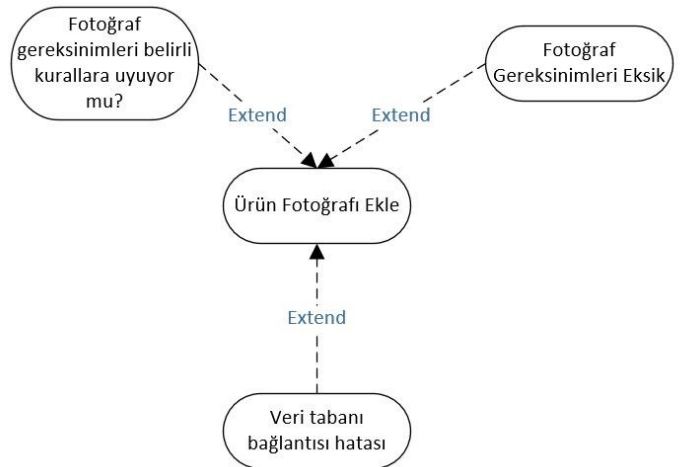 Fotoğraf
gereksinimleri belirli
kurallara uyuyor
mu?
Fotoğraf
Gereksinimleri Eksik
Extend
Extend
Ürün Fotoğrafı Ekle
Extend
Veri tabanı
bağlantısı hatası